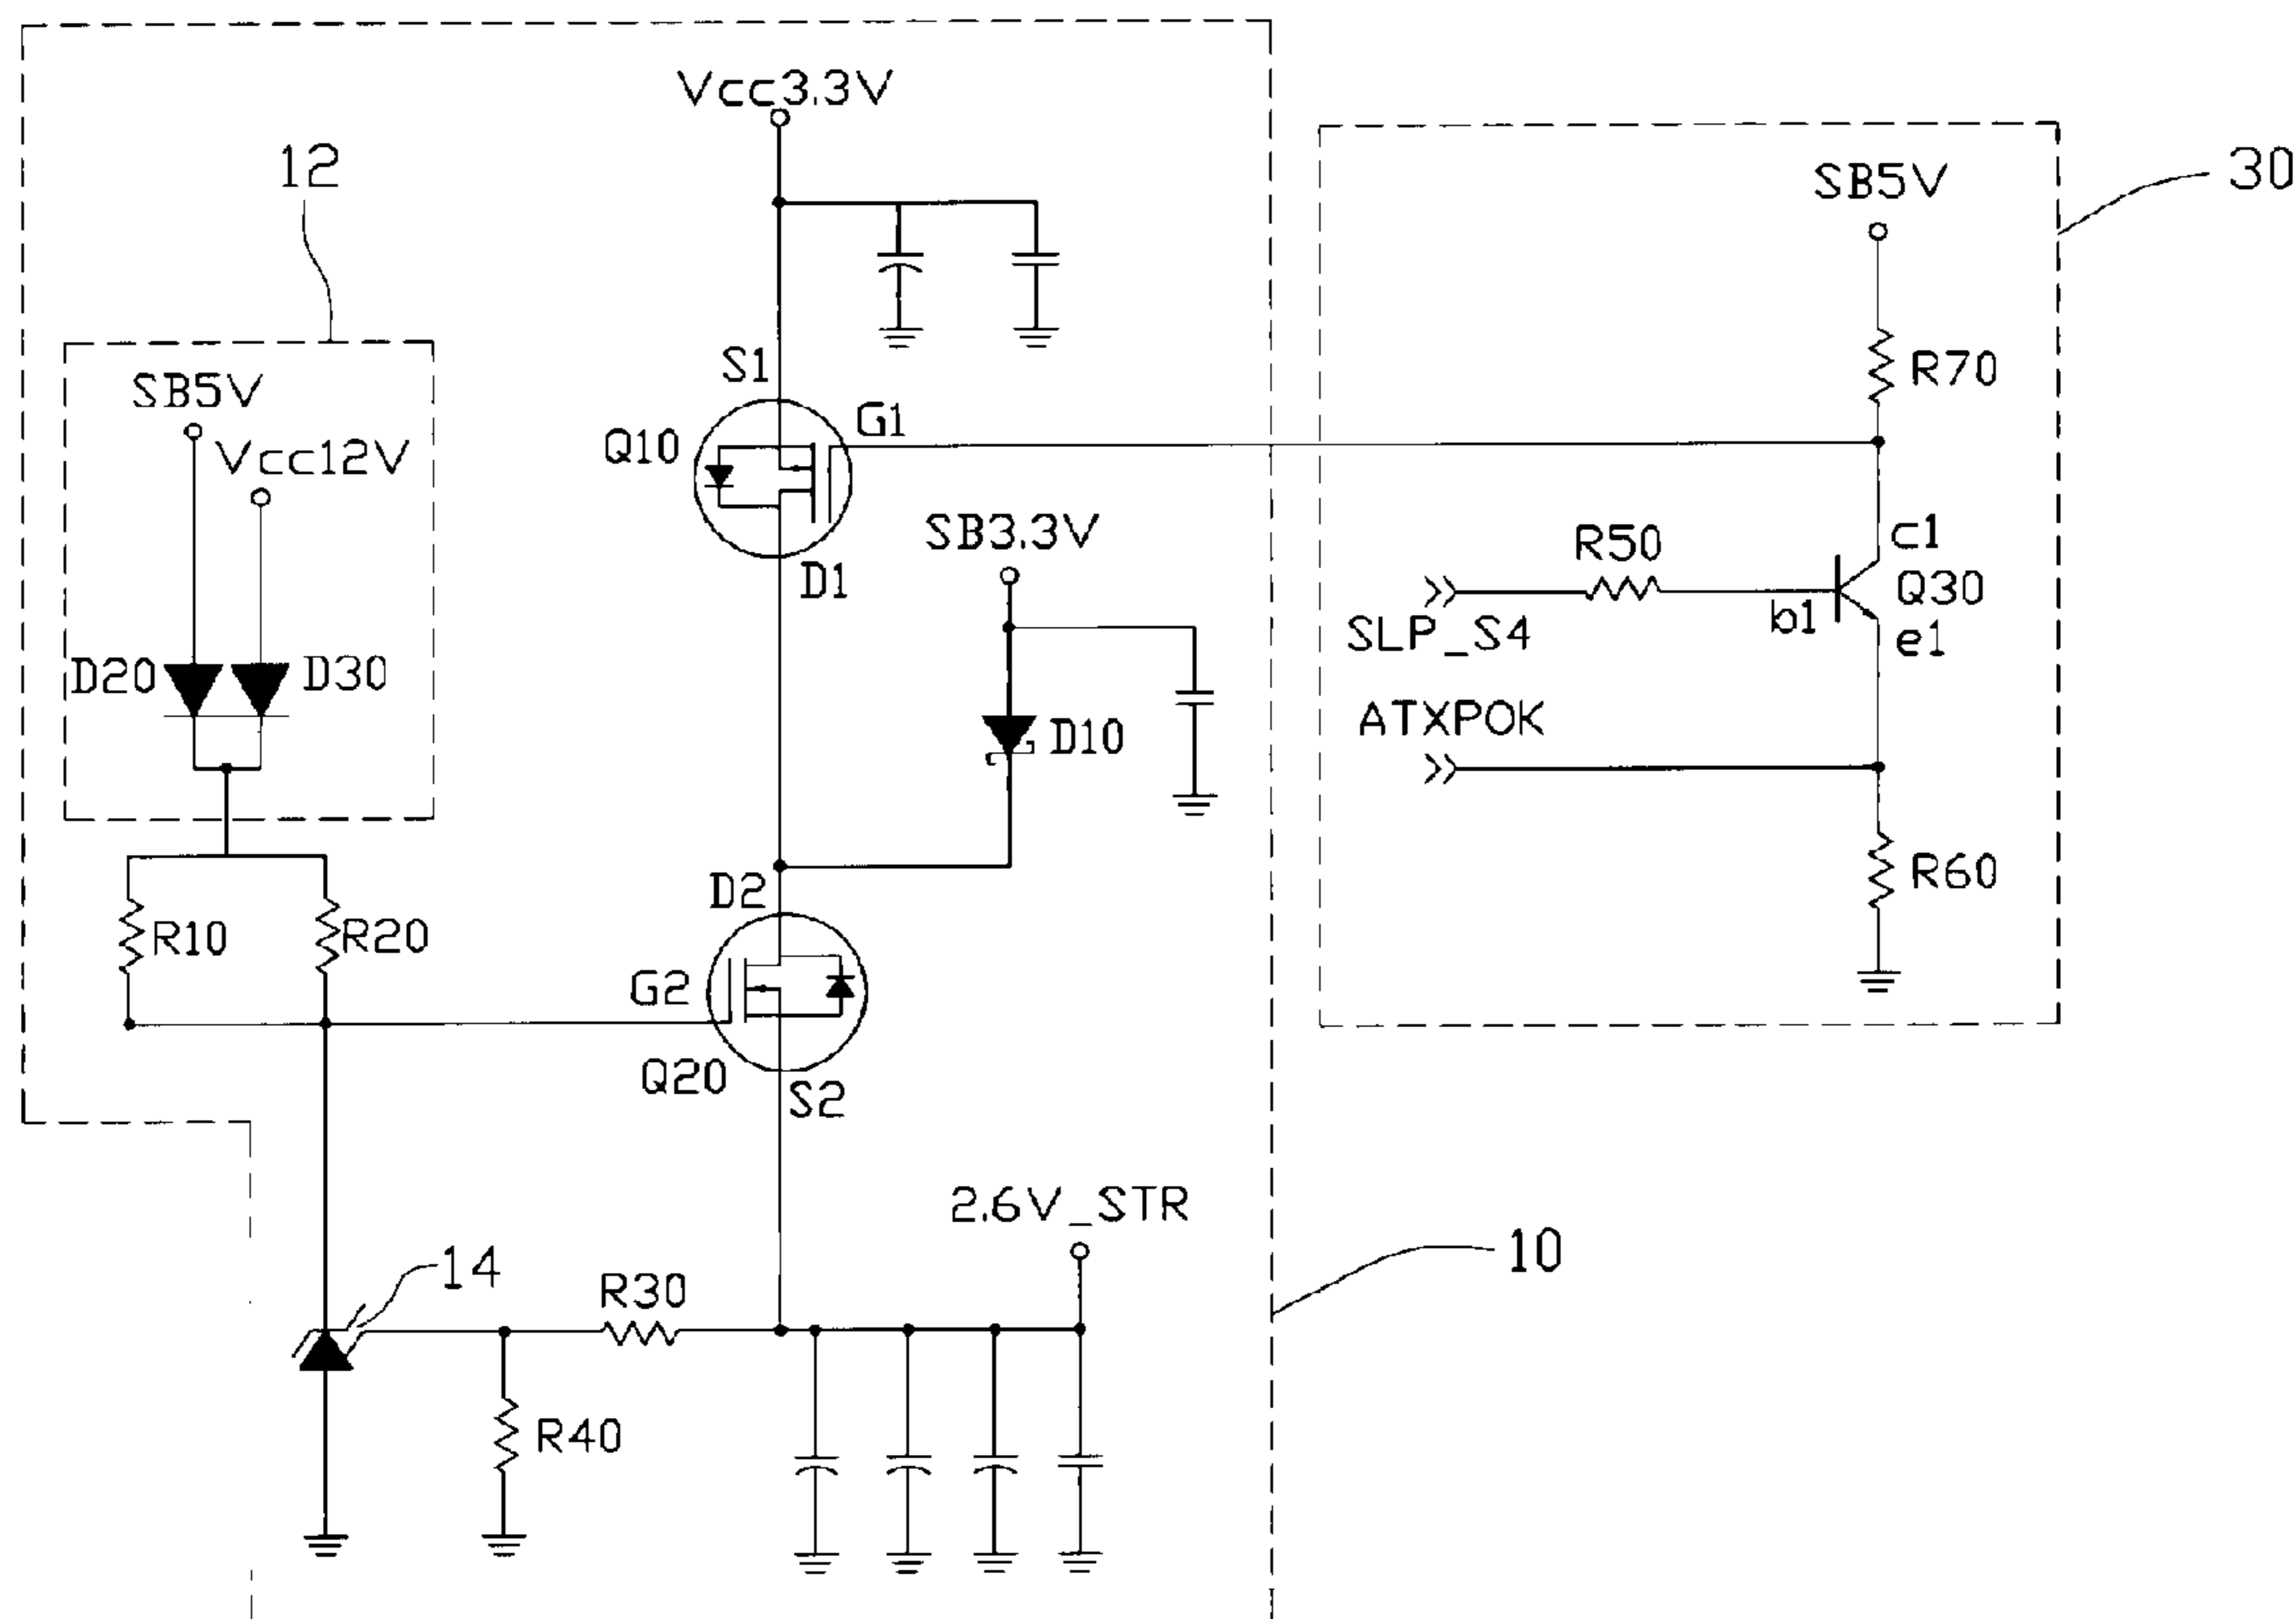 Vcc3.3V
12
SB5V
30
S1
R70
SB5V
G1
Q10
Vcc12V
SB3.3V
c1
R50
D1
Q30
b1
SLP_S4
e1
D20
D30
ATXPOK
D10
R60
D2
R10
R20
G2
Q20
S2
2.6V_STR
10
14
R30
R40